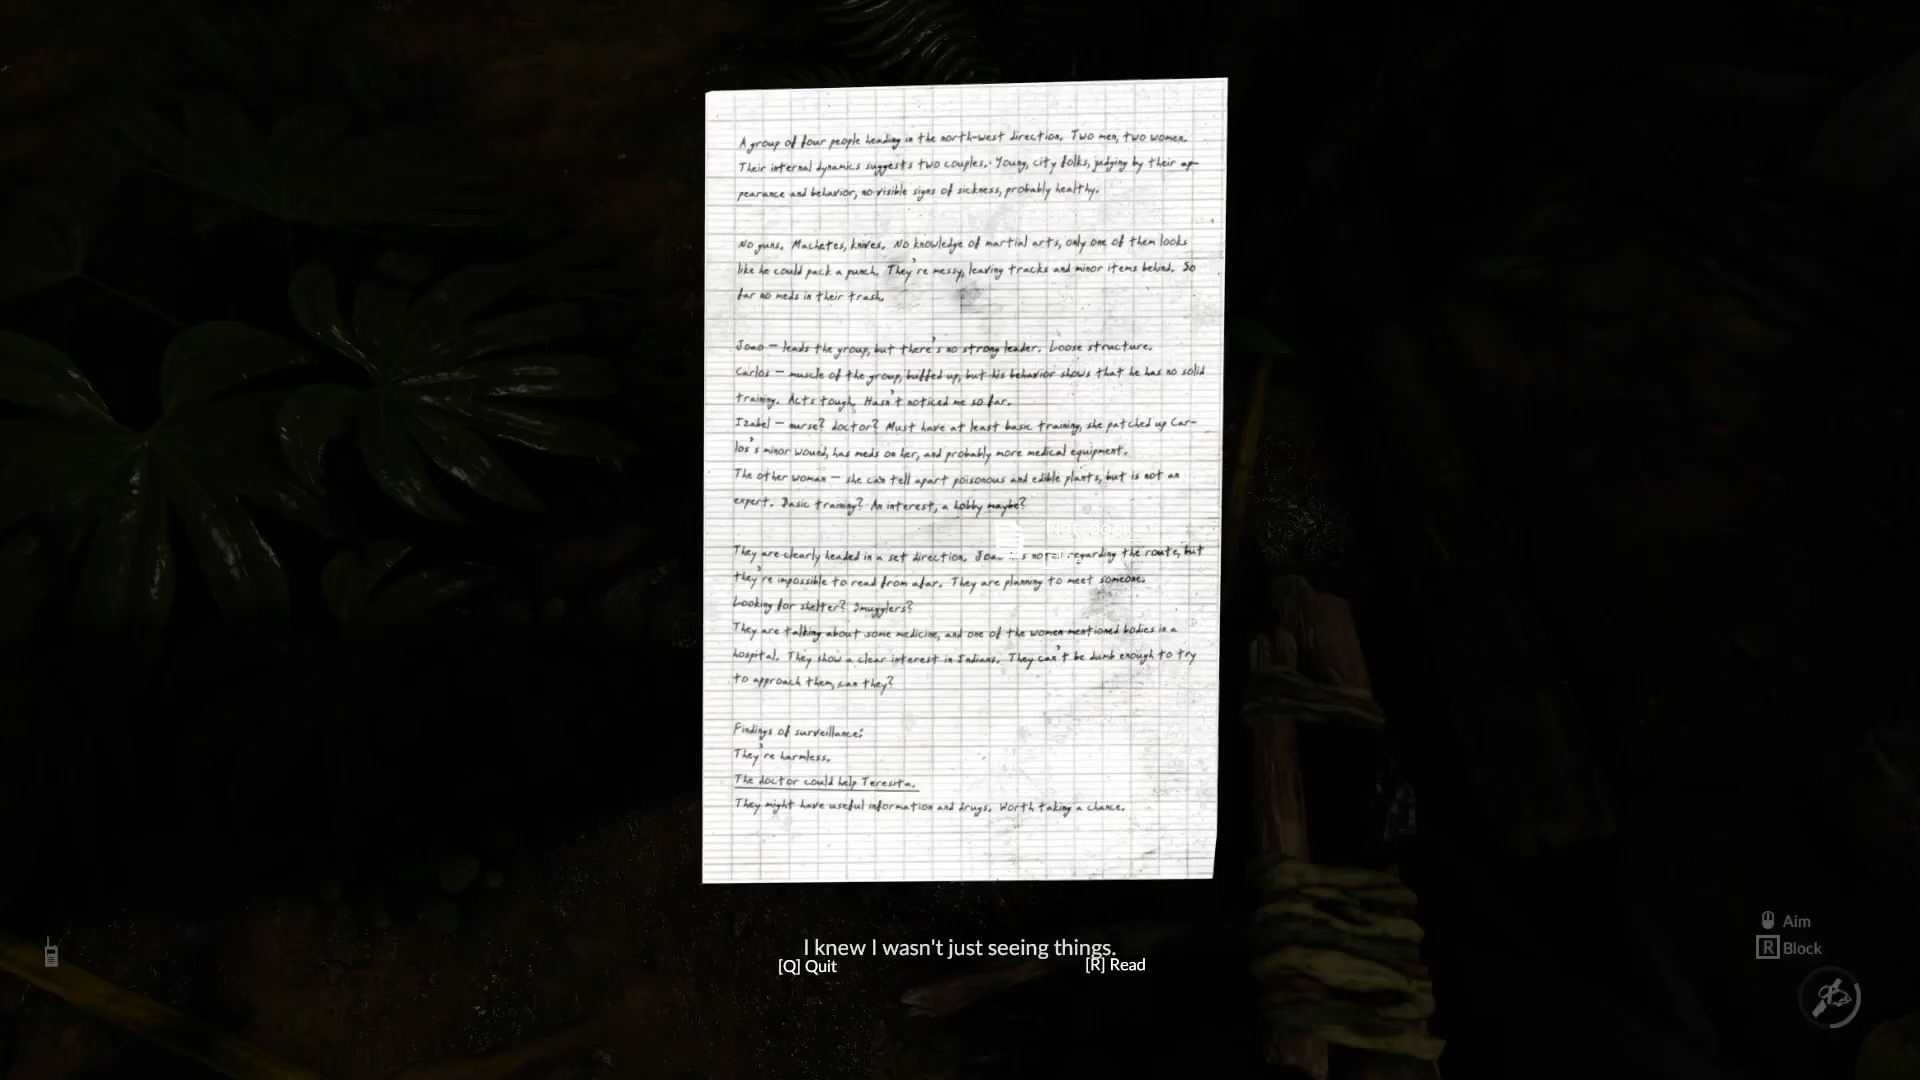 A group of four people heading in the north-west direction. Two men, two women.
Their internal dynamics suggests two couples. Young, city folks, judging by their ap-
pearance and behavior, no visible signs of sickness, probably healthy.
No guns. Machetes, knives. No knowledge of martial arts, only one of them looks
like he could pack a punch. They're messy, leaving tracks and minor items behind. So
far no meds in their trash.
Joao - leads the group, but there's no strong leader. Loose structure.
Carlos - muscle of the group, buffed up, but his behavior shows that he has no solid
training. Acts tough. Hasn't noticed me so far.
Izabel - nurse? doctor? Must have at least basic training, she patched up Car-
los's minor wound, has meds on her, and probably more medical equipment.
The other woman - she can tell apart poisonous and edible plants, but is not an
expert. Basic training? An interest, a hobby maybe?
They are clearly headed in a set direction. regarding the route, but
they're impossible to read from afar. They are planning to meet someone.
Looking for shelter? Smugglers?
They are talking about some medicine, and one of the women mentioned bodies in a
hospital. They show a clear interest in Indians. They can't be dumb enough to try
to approach them, can they?
Findings of surveillance:
They're harmless.
The doctor could help Teresita.
They might have useful information and drugs. Worth taking a chance.
I knew I wasn't just seeing things.
[Q] Quit
[R] Read
Aim
R Block